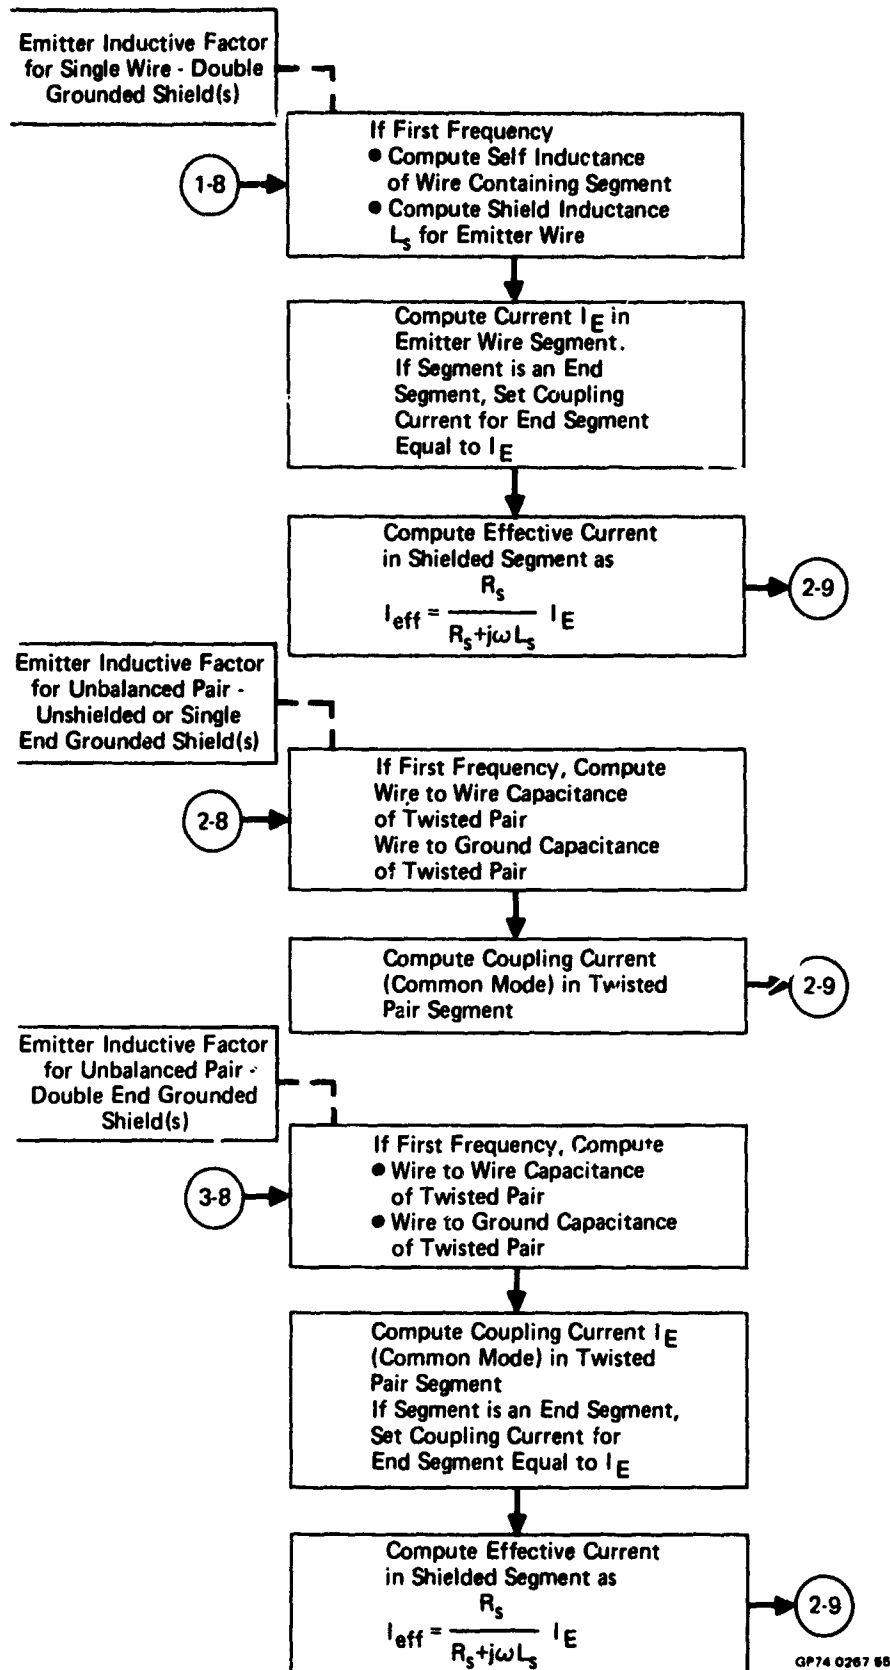 Emitter Inductive Factor
for Single Wire - Double
Grounded Shield(s)
1-8
If First Frequency
● Compute Self Inductance
of Wire Containing Segment
● Compute Shield Inductance
Ls for Emitter Wire
Compute Current IE in
Emitter Wire Segment.
If Segment is an End
Segment, Set Coupling
Current for End Segment
Equal to IE
Compute Effective Current
in Shielded Segment as
Rs
Ieff = ――― IE
Rs+jωLs
2-9
Emitter Inductive Factor
for Unbalanced Pair -
Unshielded or Single
End Grounded Shield(s)
2-8
If First Frequency, Compute
Wire to Wire Capacitance
of Twisted Pair
Wire to Ground Capacitance
of Twisted Pair
Compute Coupling Current
(Common Mode) in Twisted
Pair Segment
2-9
Emitter Inductive Factor
for Unbalanced Pair -
Double End Grounded
Shield(s)
3-8
If First Frequency, Compute
● Wire to Wire Capacitance
of Twisted Pair
● Wire to Ground Capacitance
of Twisted Pair
Compute Coupling Current IE
(Common Mode) in Twisted
Pair Segment
If Segment is an End Segment,
Set Coupling Current for
End Segment Equal to IE
Compute Effective Current
in Shielded Segment as
Rs
Ieff = ――― IE
Rs+jωLs
2-9
GP74 0267 55